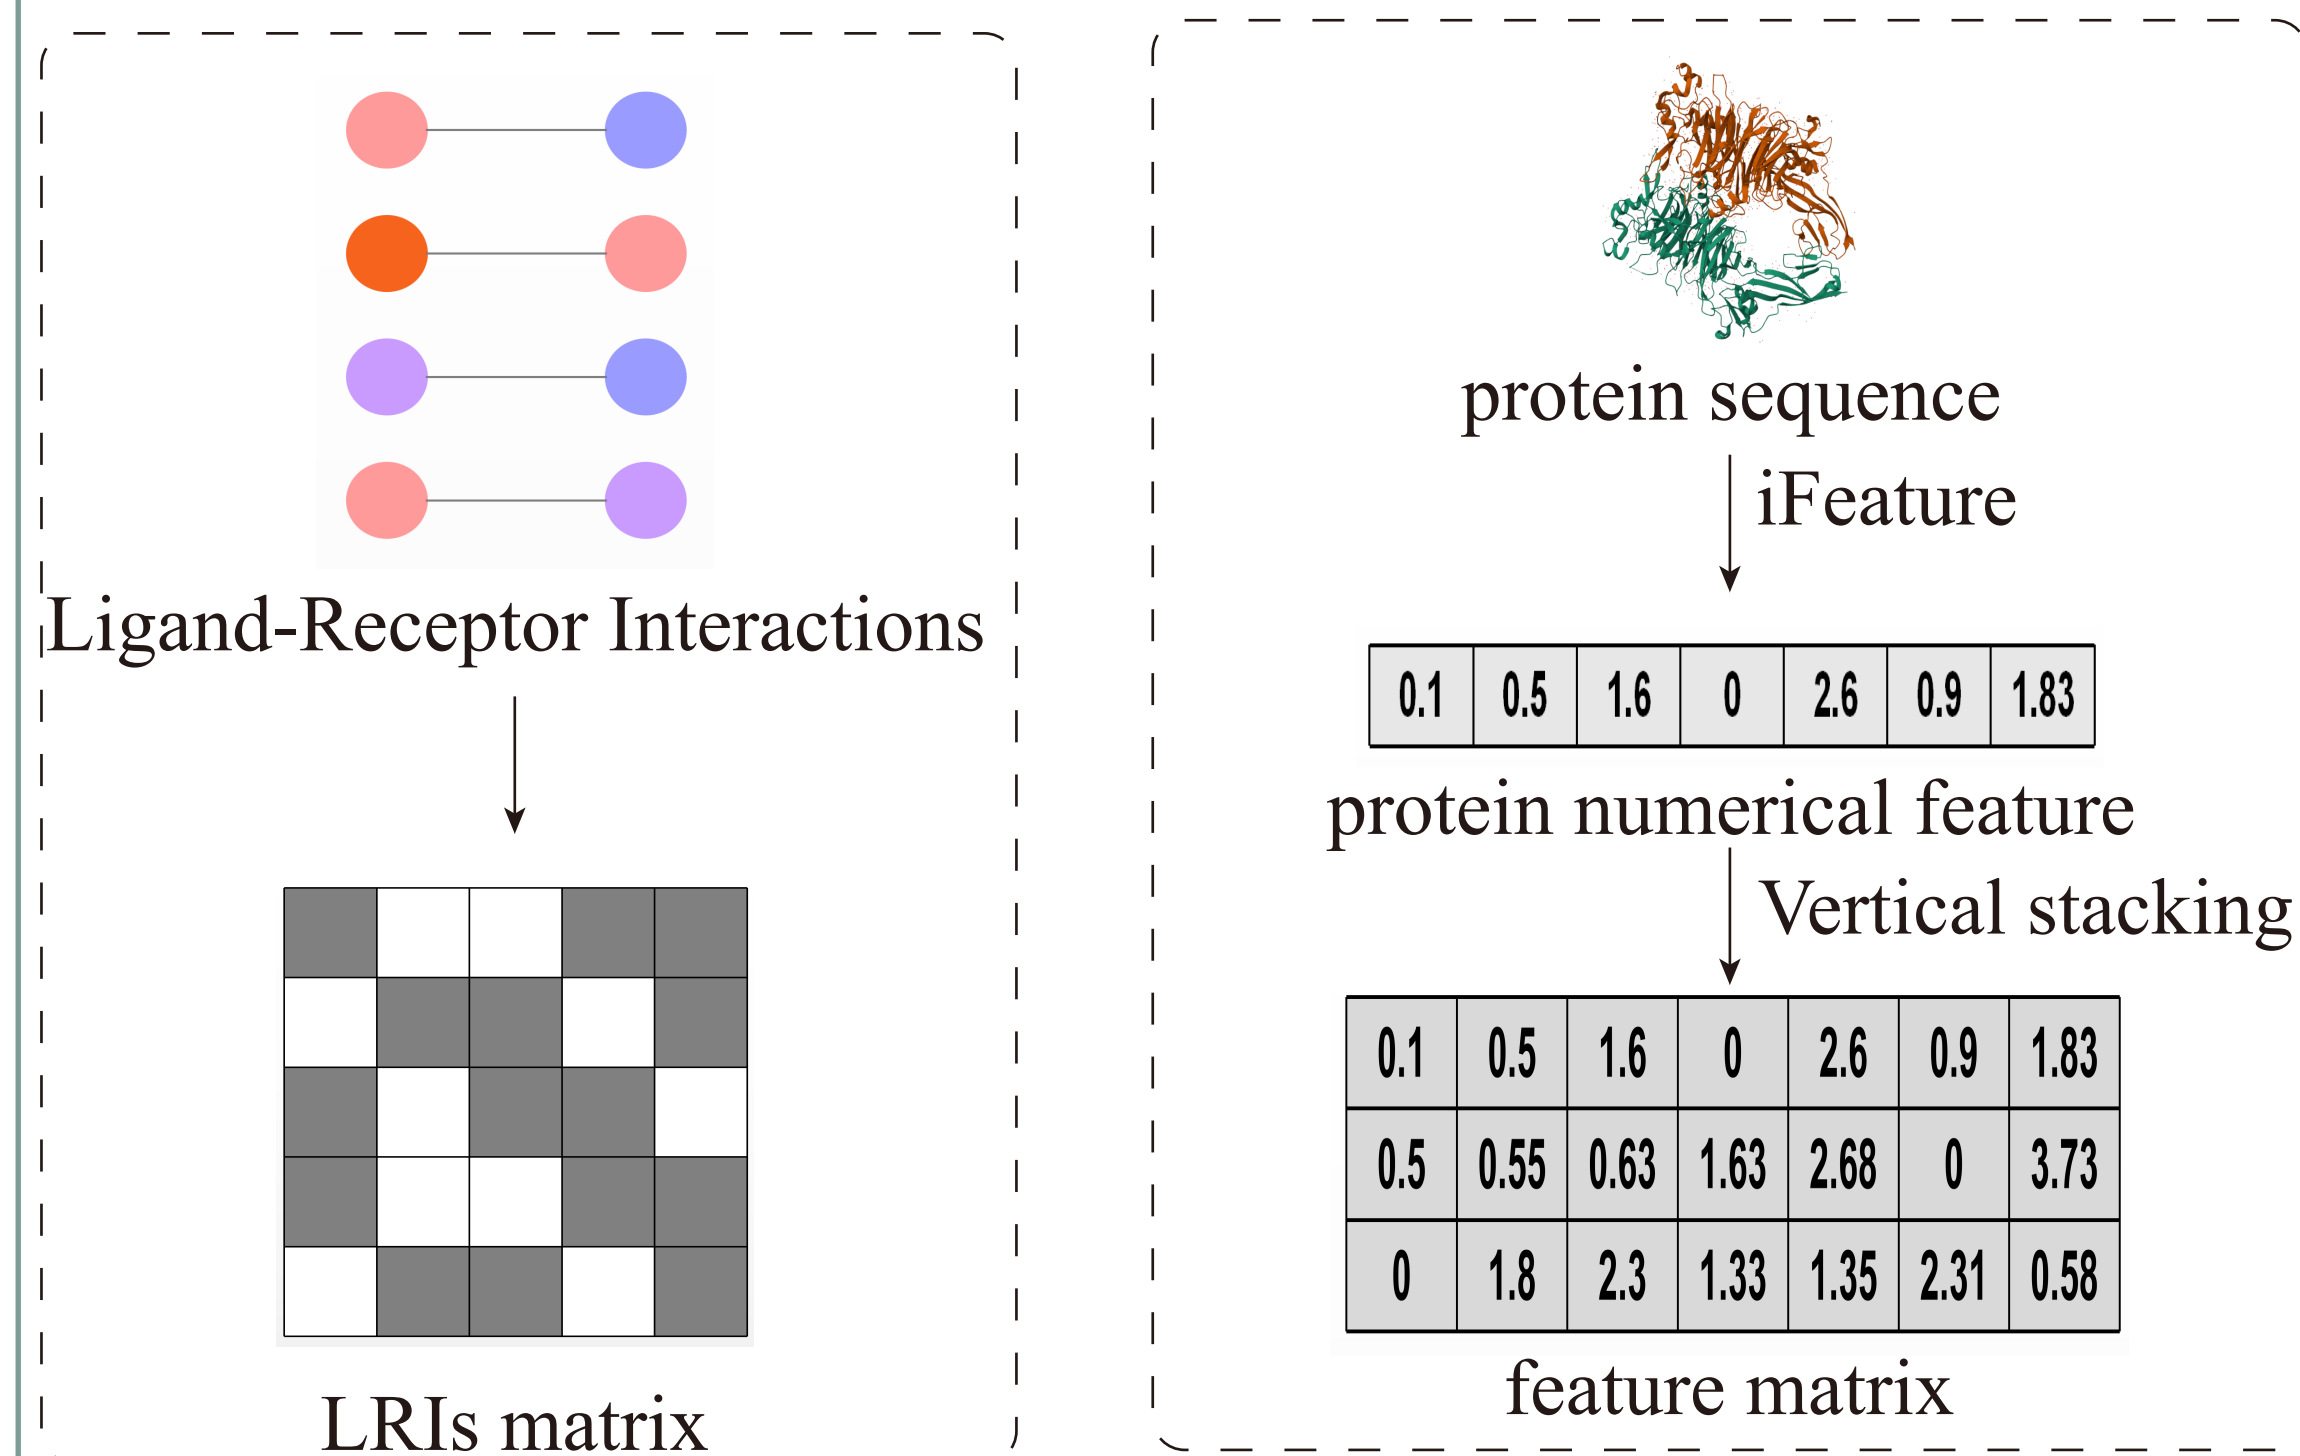 Ligand-Receptor Interactions
LRIs matrix
protein sequence
iFeature
0.1 0.5 1.6 0 2.6 0.9 1.83
protein numerical feature
Vertical stacking
0.1 0.5 1.6 0 2.6 0.9 1.83
0.5 0.55 0.63 1.63 2.68 0 3.73
0 1.8 2.3 1.33 1.35 2.31 0.58
feature matrix